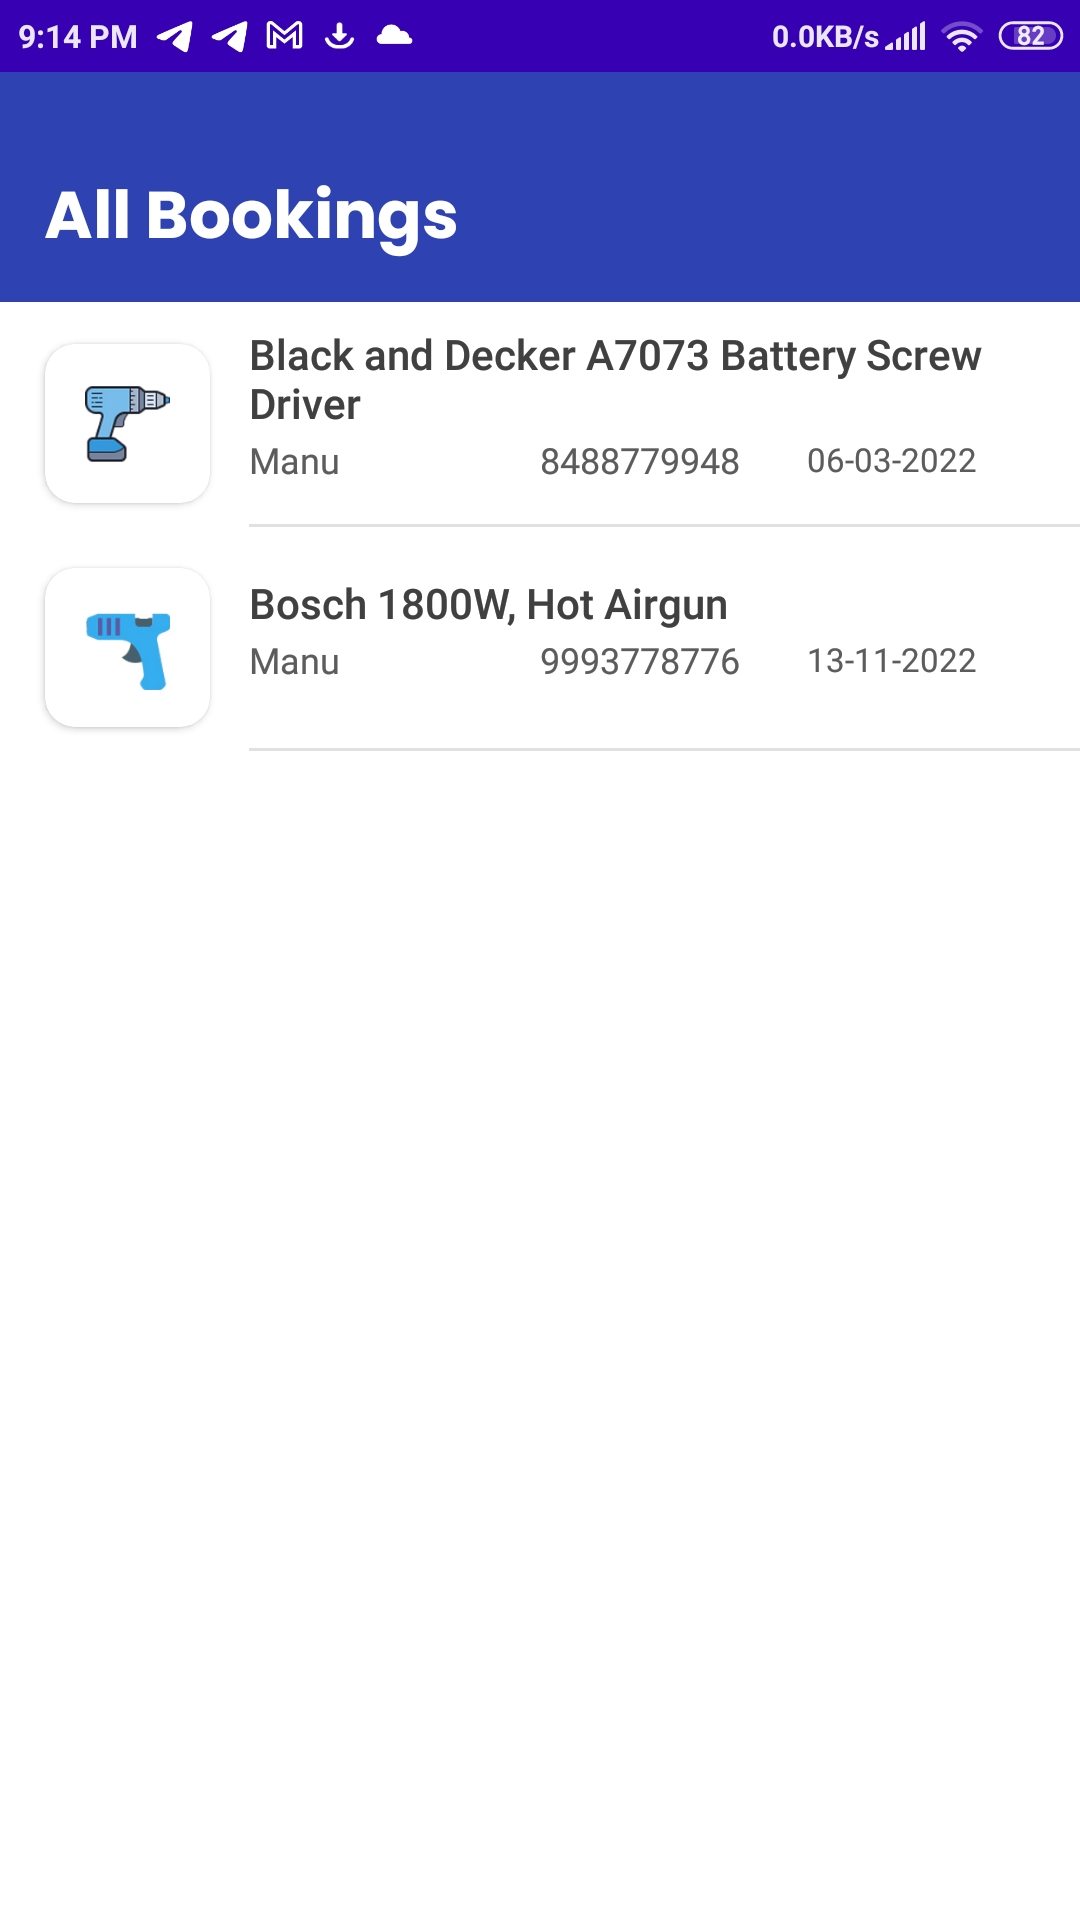 9:14 PM 0.0KB/s 82
All Bookings
Black and Decker A7073 Battery Screw
Driver
Manu 8488779948 06-03-2022
Bosch 1800W, Hot Airgun
Manu 9993778776 13-11-2022